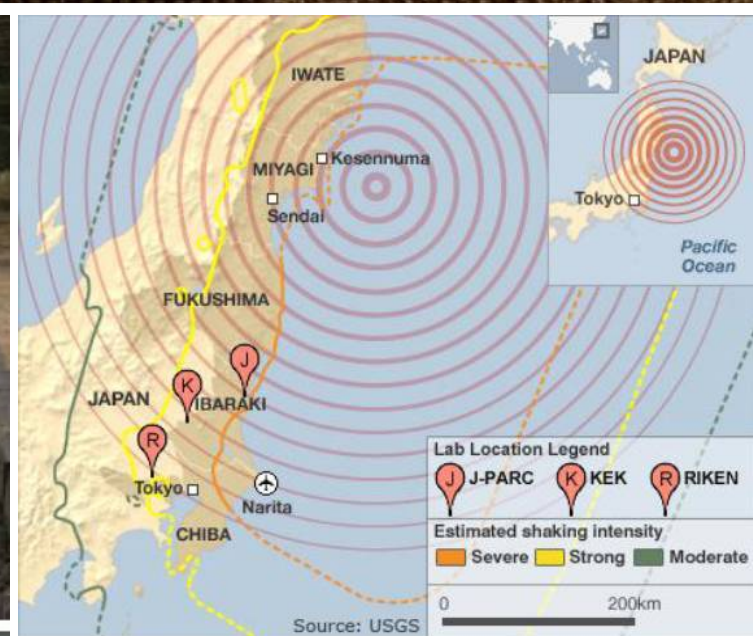 IWATE
MIYAGI
Kesennuma
Sendai
FUKUSHIMA
J
K
JAPAN
IBARAKI
R
Tokyo
Narita
CHIBA
JAPAN
Tokyo
Pacific
Ocean
Lab Location Legend
J J-PARC K KEK R RIKEN
Estimated shaking intensity
Severe Strong Moderate
0 200km
Source: USGS